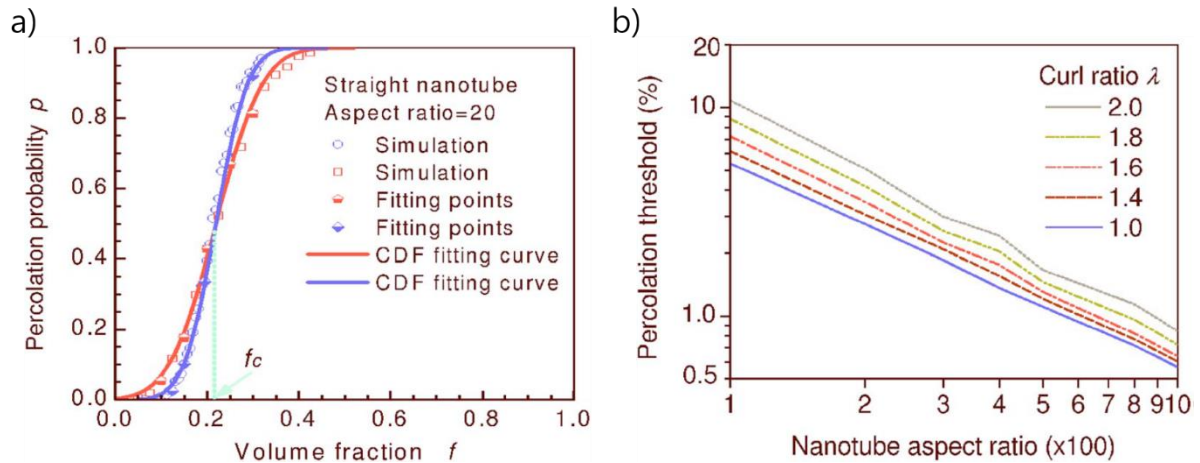 a)
Percolation probability p
1.0
0.8
0.6
0.4
0.2
0.0
Straight nanotube
Aspect ratio=20
Simulation
Simulation
Fitting points
Fitting points
CDF fitting curve
CDF fitting curve
fc
0.0 0.2 0.4 0.6 0.8 1.0
Volume fraction f
b)
Percolation threshold (%)
20
10
1.0
0.5
Curl ratio λ
2.0
1.8
1.6
1.4
1.0
1 2 3 4 5 6 7 8 9 10
Nanotube aspect ratio (x100)